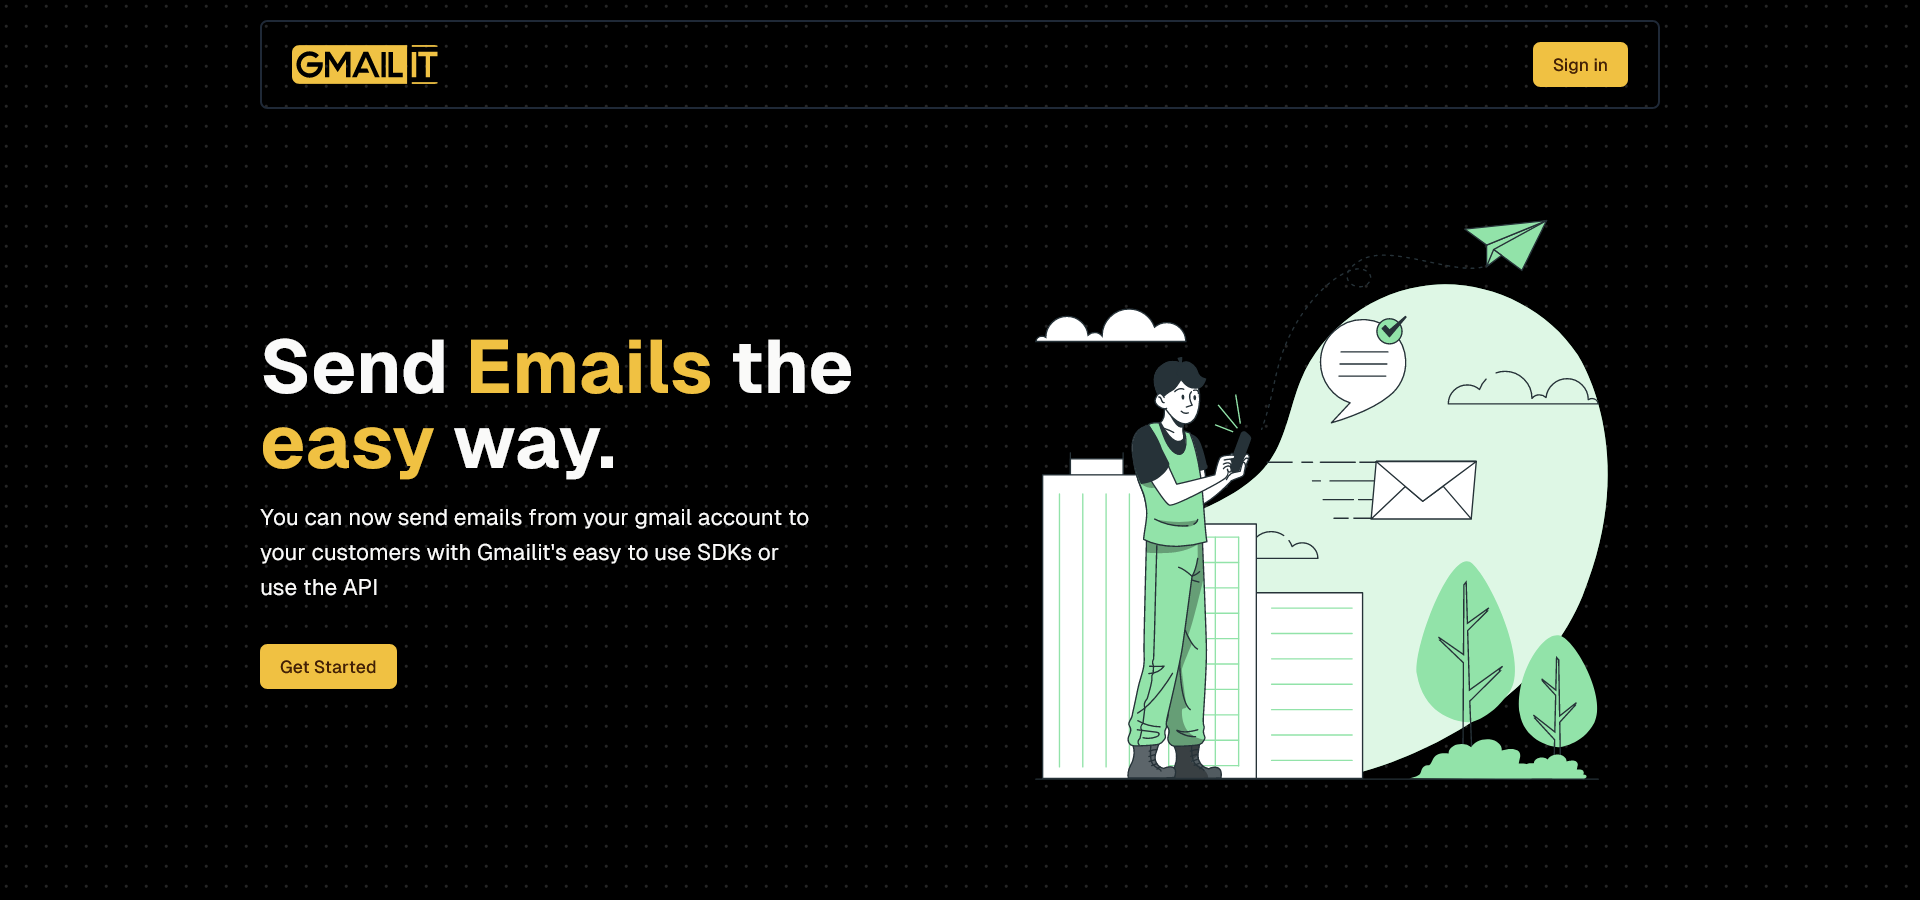 GMAILIT
Sign in
Send Emails the
easy way.
You can now send emails from your gmail account to
your customers with Gmailit's easy to use SDKs or
use the API
Get Started